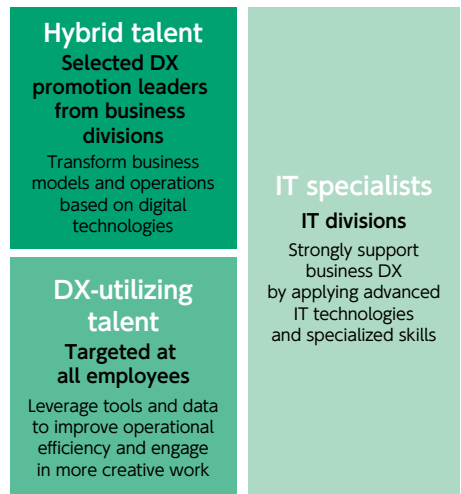 Hybrid talent
Selected DX
promotion leaders
from business
divisions
Transform business
models and operations
based on digital
technologies
DX-utilizing
talent
Targeted at
all employees
Leverage tools and data
to improve operational
efficiency and engage
in more creative work
IT specialists
IT divisions
Strongly support
business DX
by applying advanced
IT technologies
and specialized skills